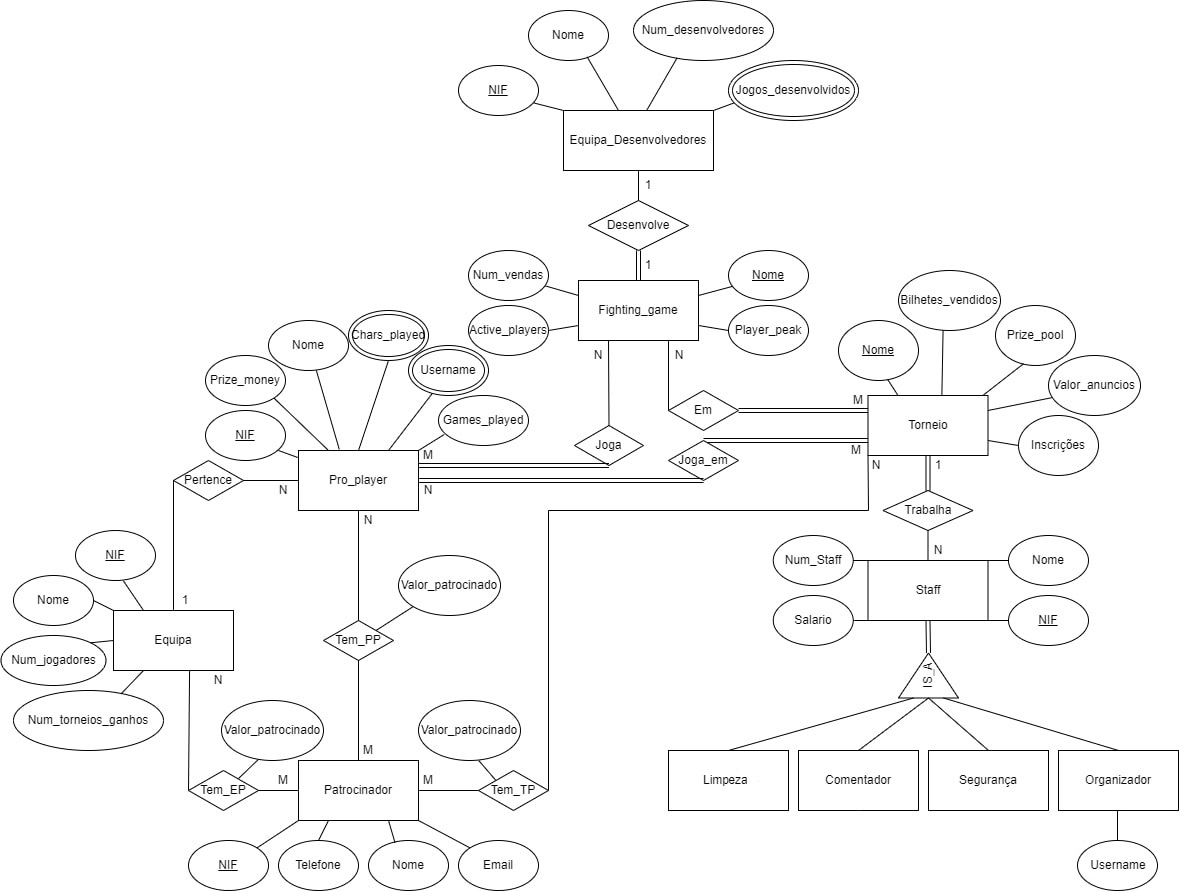 Nome
Num_desenvolvedores
NIF
Jogos_desenvolvidos
Equipa_Desenvolvedores
1
Desenvolve
1
Num_vendas
Nome
Fighting_game
Active_players
Player_peak
N
N
Bilhetes_vendidos
Chars_played
Nome
Prize_pool
Nome
Username
Prize_money
Valor_anuncios
Em
M
Games_played
Torneio
NIF
Joga
Inscrições
M
M
Joga_em
N
1
Pertence
N
Pro_player
N
Trabalha
N
N
NIF
Num_Staff
Nome
Valor_patrocinado
Staff
Nome
1
Salario
NIF
Equipa
Tem_PP
Num_jogadores
IS_A
N
Num_torneios_ganhos
Valor_patrocinado
Valor_patrocinado
M
Tem_EP
M
Patrocinador
M
Tem_TP
Limpeza
Comentador
Segurança
Organizador
NIF
Telefone
Nome
Email
Username